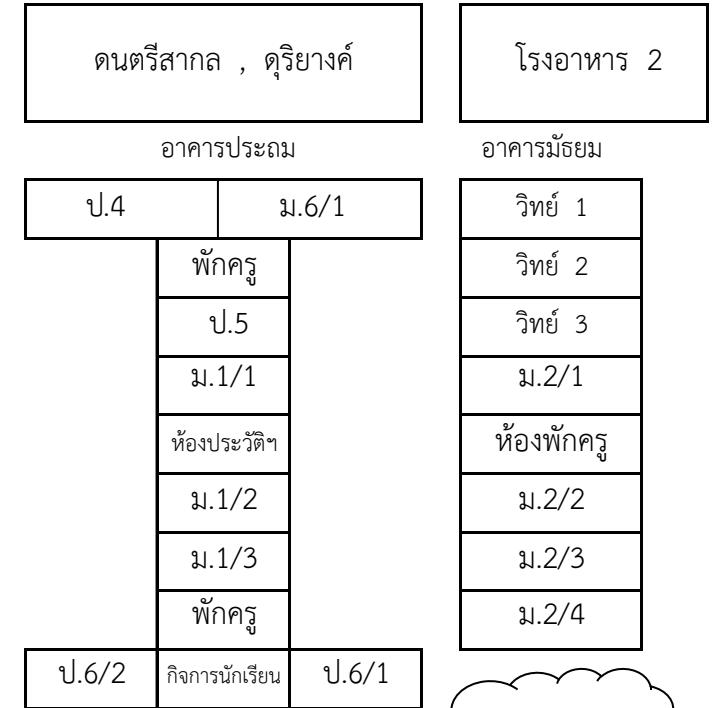 ดนตรีสากล , ดุริยางค์
โรงอาหาร 2
อาคารประถม
อาคารมัธยม
ป.4
ม.6/1
วิทย์ 1
พักครู
วิทย์ 2
ป.5
วิทย์ 3
ม.1/1
ม.2/1
ห้องประวัติฯ
ห้องพักครู
ม.1/2
ม.2/2
ม.1/3
ม.2/3
พักครู
ม.2/4
ป.6/2
กิจการนักเรียน
ป.6/1